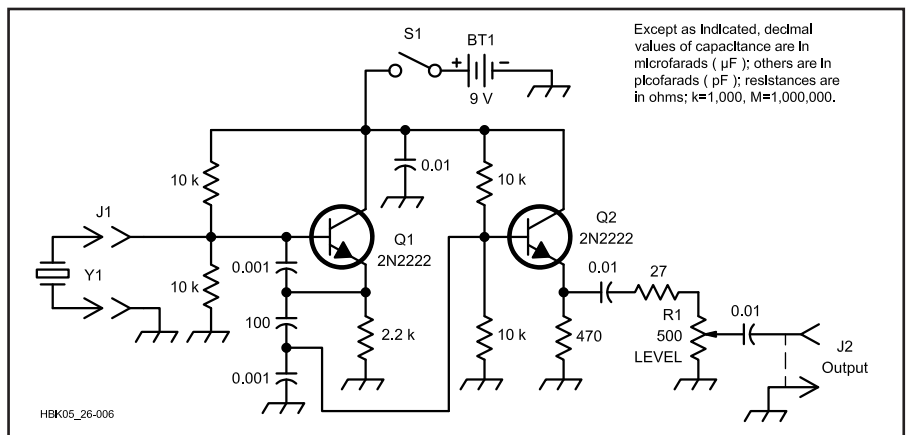 S1
BT1
+
−
9 V
Except as indicated, decimal
values of capacitance are in
microfarads ( µF ); others are in
picofarads ( pF ); resistances are
in ohms; k=1,000, M=1,000,000.
10 k
0.01
10 k
J1
Q1
2N2222
Q2
2N2222
Y1
0.001
10 k
0.01
27
100
2.2 k
10 k
470
R1
500
LEVEL
0.01
J2
Output
0.001
HBK05_26-006